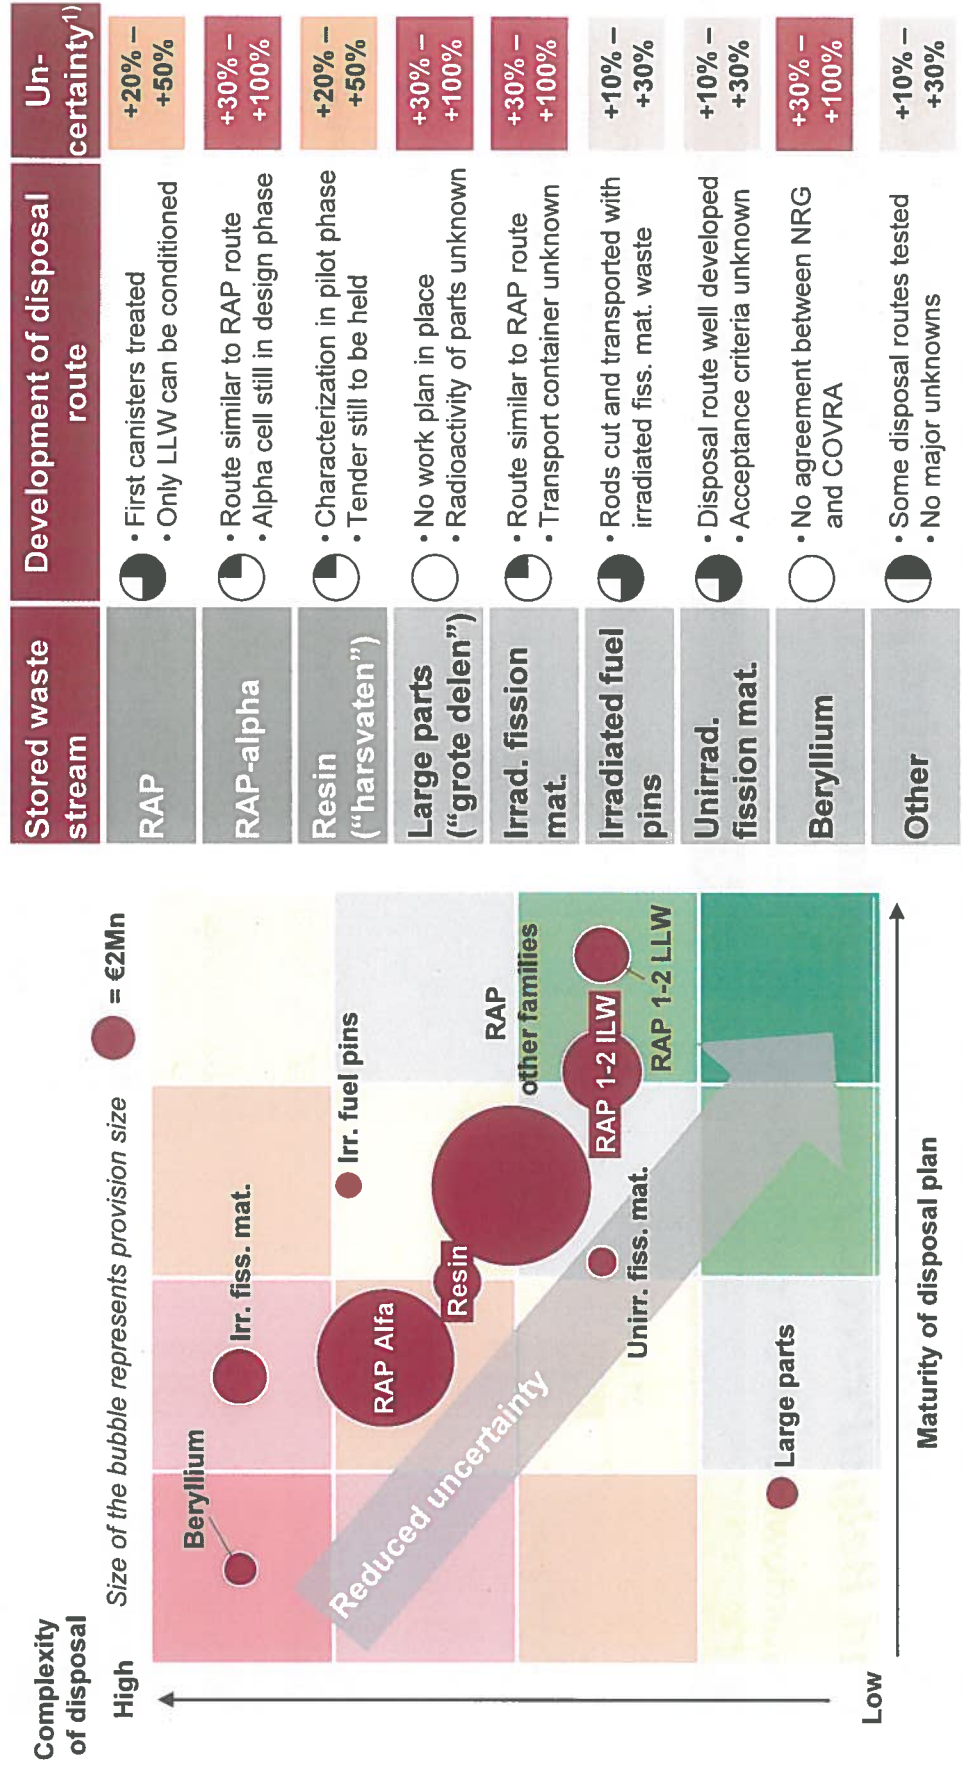 Complexity
of disposal
High
Size of the bubble represents provision size
= €2Mn
Beryllium
Irr. fiss. mat.
Irr. fuel pins
RAP Alfa
Resin
RAP
other families
RAP 1-2 ILW
RAP 1-2 LLW
Unirr. fiss. mat.
Large parts
Reduced uncertainty
Low
Maturity of disposal plan
Stored waste
stream
Development of disposal
route
Un-
certainty1)
RAP
• First canisters treated
• Only LLW can be conditioned
+20% –
+50%
RAP-alpha
• Route similar to RAP route
• Alpha cell still in design phase
+30% –
+100%
Resin
(“harsvaten”)
• Characterization in pilot phase
• Tender still to be held
+20% –
+50%
Large parts
(“grote delen”)
• No work plan in place
• Radioactivity of parts unknown
+30% –
+100%
Irrad. fission
mat.
• Route similar to RAP route
• Transport container unknown
+30% –
+100%
Irradiated fuel
pins
• Rods cut and transported with
irradiated fiss. mat. waste
+10% –
+30%
Unirrad.
fission mat.
• Disposal route well developed
• Acceptance criteria unknown
+10% –
+30%
Beryllium
• No agreement between NRG
and COVRA
+30% –
+100%
Other
• Some disposal routes tested
• No major unknowns
+10% –
+30%